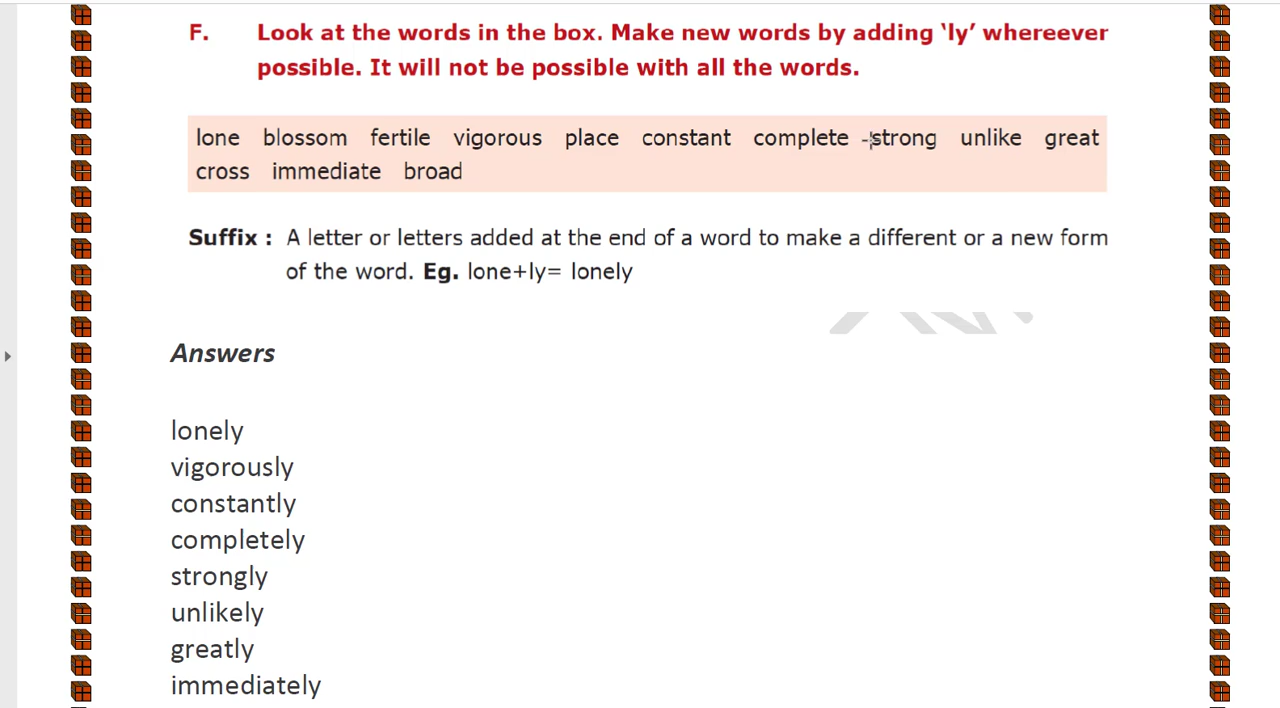 F. Look at the words in the box. Make new words by adding ‘ly’ whereever
possible. It will not be possible with all the words.
lone blossom fertile vigorous place constant complete -strong unlike great
cross immediate broad
Suffix : A letter or letters added at the end of a word to make a different or a new form
of the word. Eg. lone+ly= lonely
Answers
lonely
vigorously
constantly
completely
strongly
unlikely
greatly
immediately